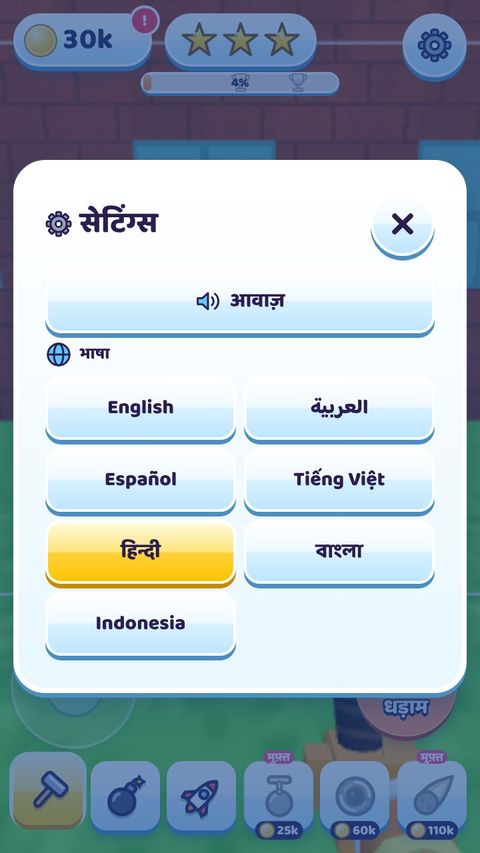 30k
!
4%
सेटिंग्स
आवाज़
भाषा
English
العربية
Español
Tiếng Việt
हिन्दी
বাংলা
Indonesia
धड़ाम
मुफ़्त
मुफ़्त
25k
60k
110k